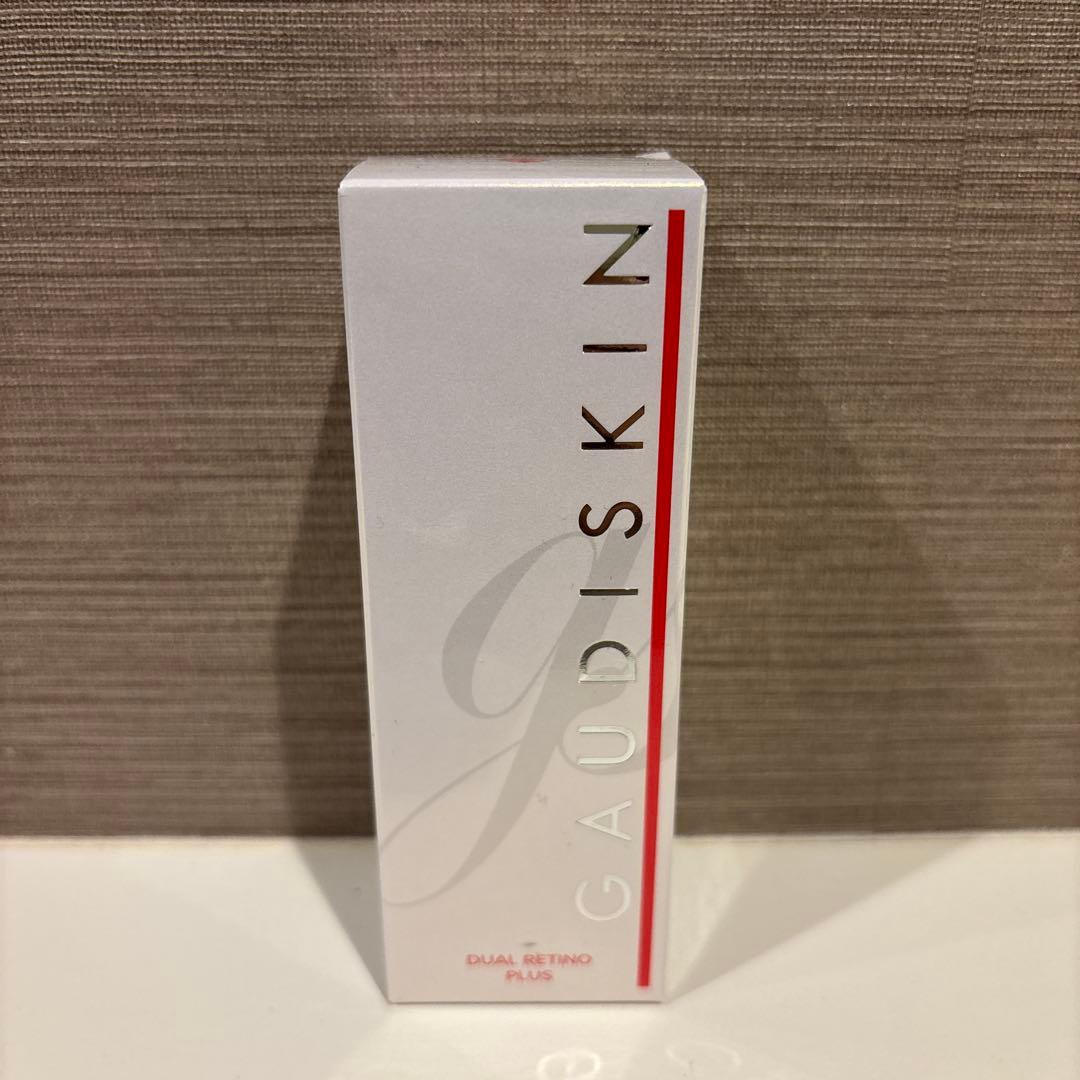 GAUDISKIN
g
DUAL RETINO
PLUS